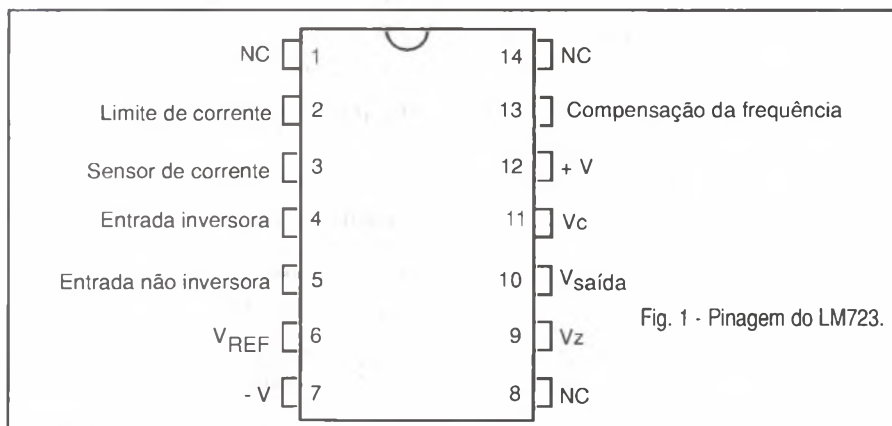 NC 1 14 NC
Limite de corrente 2 13 Compensação da frequência
Sensor de corrente 3 12 + V
Entrada inversora 4 11 Vc
Entrada não inversora 5 10 Vsaída
VREF 6 9 Vz
- V 7 8 NC
Fig. 1 - Pinagem do LM723.